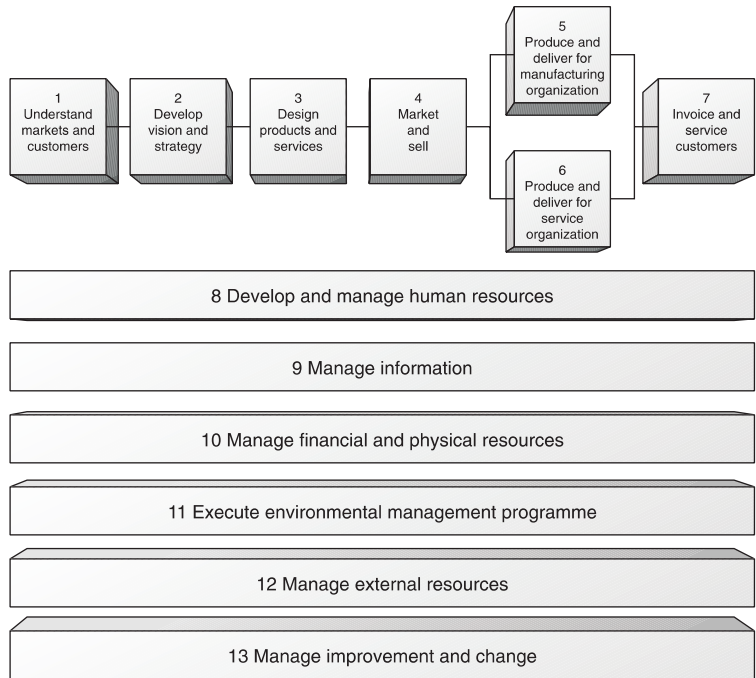 1
Understand
markets and
customers
2
Develop
vision and
strategy
3
Design
products and
services
4
Market
and
sell
5
Produce and
deliver for
manufacturing
organization
6
Produce and
deliver for
service
organization
7
Invoice and
service
customers
8 Develop and manage human resources
9 Manage information
10 Manage financial and physical resources
11 Execute environmental management programme
12 Manage external resources
13 Manage improvement and change